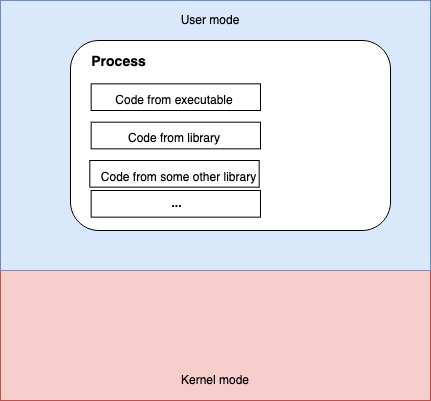 User mode
Process
Code from executable
Code from library
Code from some other library
...
Kernel mode